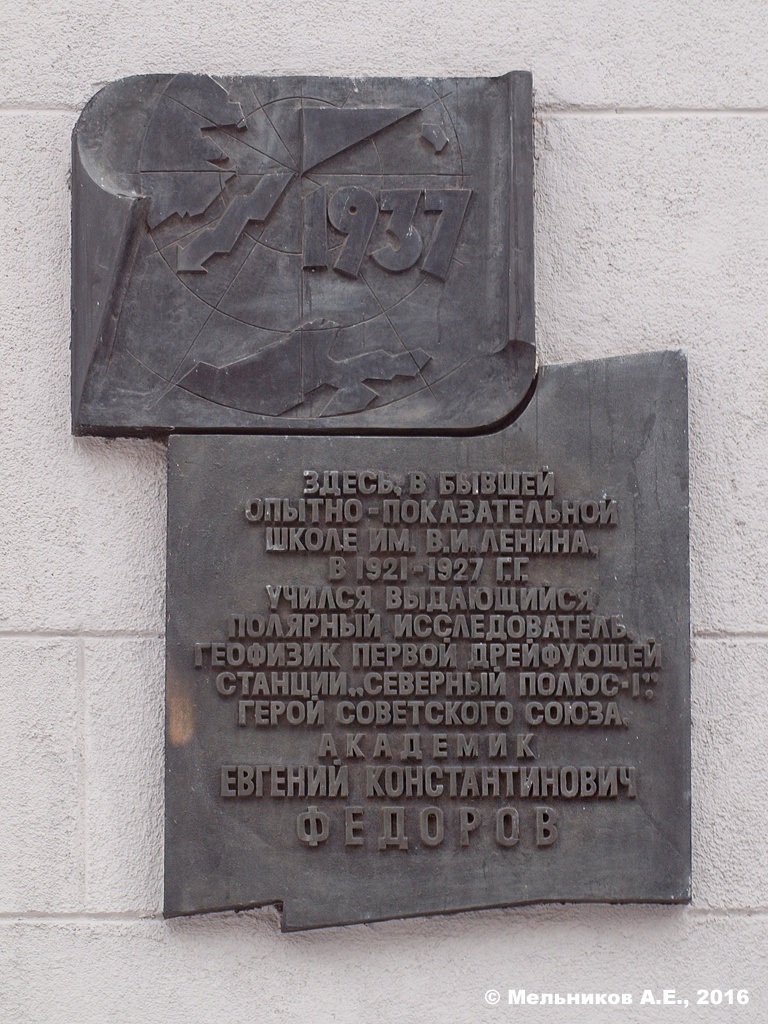 1937
ЗДЕСЬ, В БЫВШЕЙ
ОПЫТНО-ПОКАЗАТЕЛЬНОЙ
ШКОЛЕ ИМ. В.И. ЛЕНИНА,
В 1921-1927 Г.Г.
УЧИЛСЯ ВЫДАЮЩИЙСЯ
ПОЛЯРНЫЙ ИССЛЕДОВАТЕЛЬ,
ГЕОФИЗИК ПЕРВОЙ ДРЕЙФУЮЩЕЙ
СТАНЦИИ „СЕВЕРНЫЙ ПОЛЮС-1",
ГЕРОЙ СОВЕТСКОГО СОЮЗА,
АКАДЕМИК
ЕВГЕНИЙ КОНСТАНТИНОВИЧ
ФЕДОРОВ
© Мельников А.Е., 2016